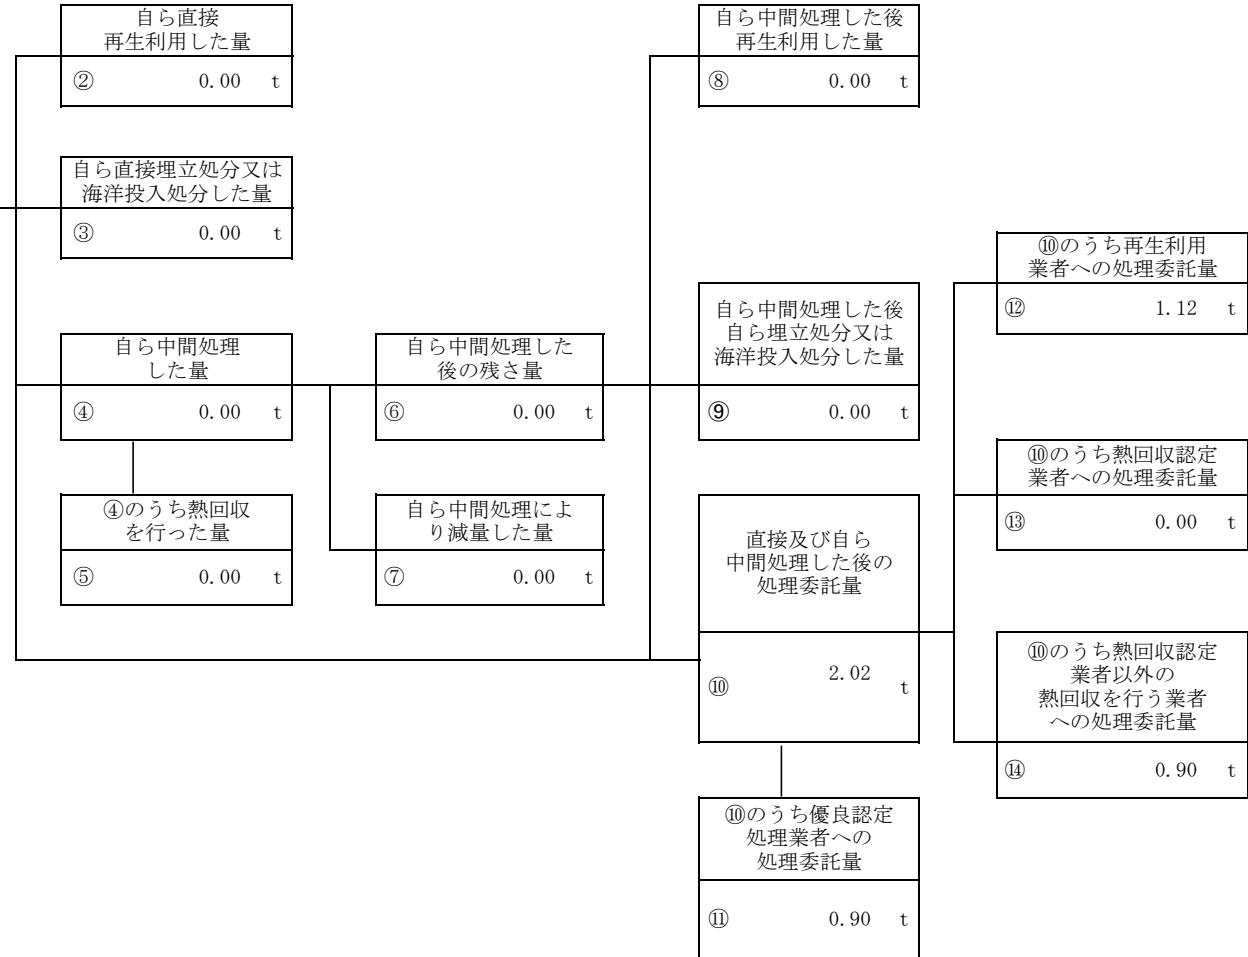 自ら直接
再生利用した量
② 0.00 t
自ら中間処理した後
再生利用した量
⑧ 0.00 t
自ら直接埋立処分又は
海洋投入処分した量
③ 0.00 t
⑩のうち再生利用
業者への処理委託量
⑫ 1.12 t
自ら中間処理した後
自ら埋立処分又は
海洋投入処分した量
⑨ 0.00 t
自ら中間処理
した量
④ 0.00 t
自ら中間処理した
後の残さ量
⑥ 0.00 t
⑩のうち熱回収認定
業者への処理委託量
⑬ 0.00 t
④のうち熱回収
を行った量
⑤ 0.00 t
自ら中間処理によ
り減量した量
⑦ 0.00 t
直接及び自ら
中間処理した後の
処理委託量
⑩ 2.02 t
⑩のうち熱回収認定
業者以外の
熱回収を行う業者
への処理委託量
⑭ 0.90 t
⑩のうち優良認定
処理業者への
処理委託量
⑪ 0.90 t